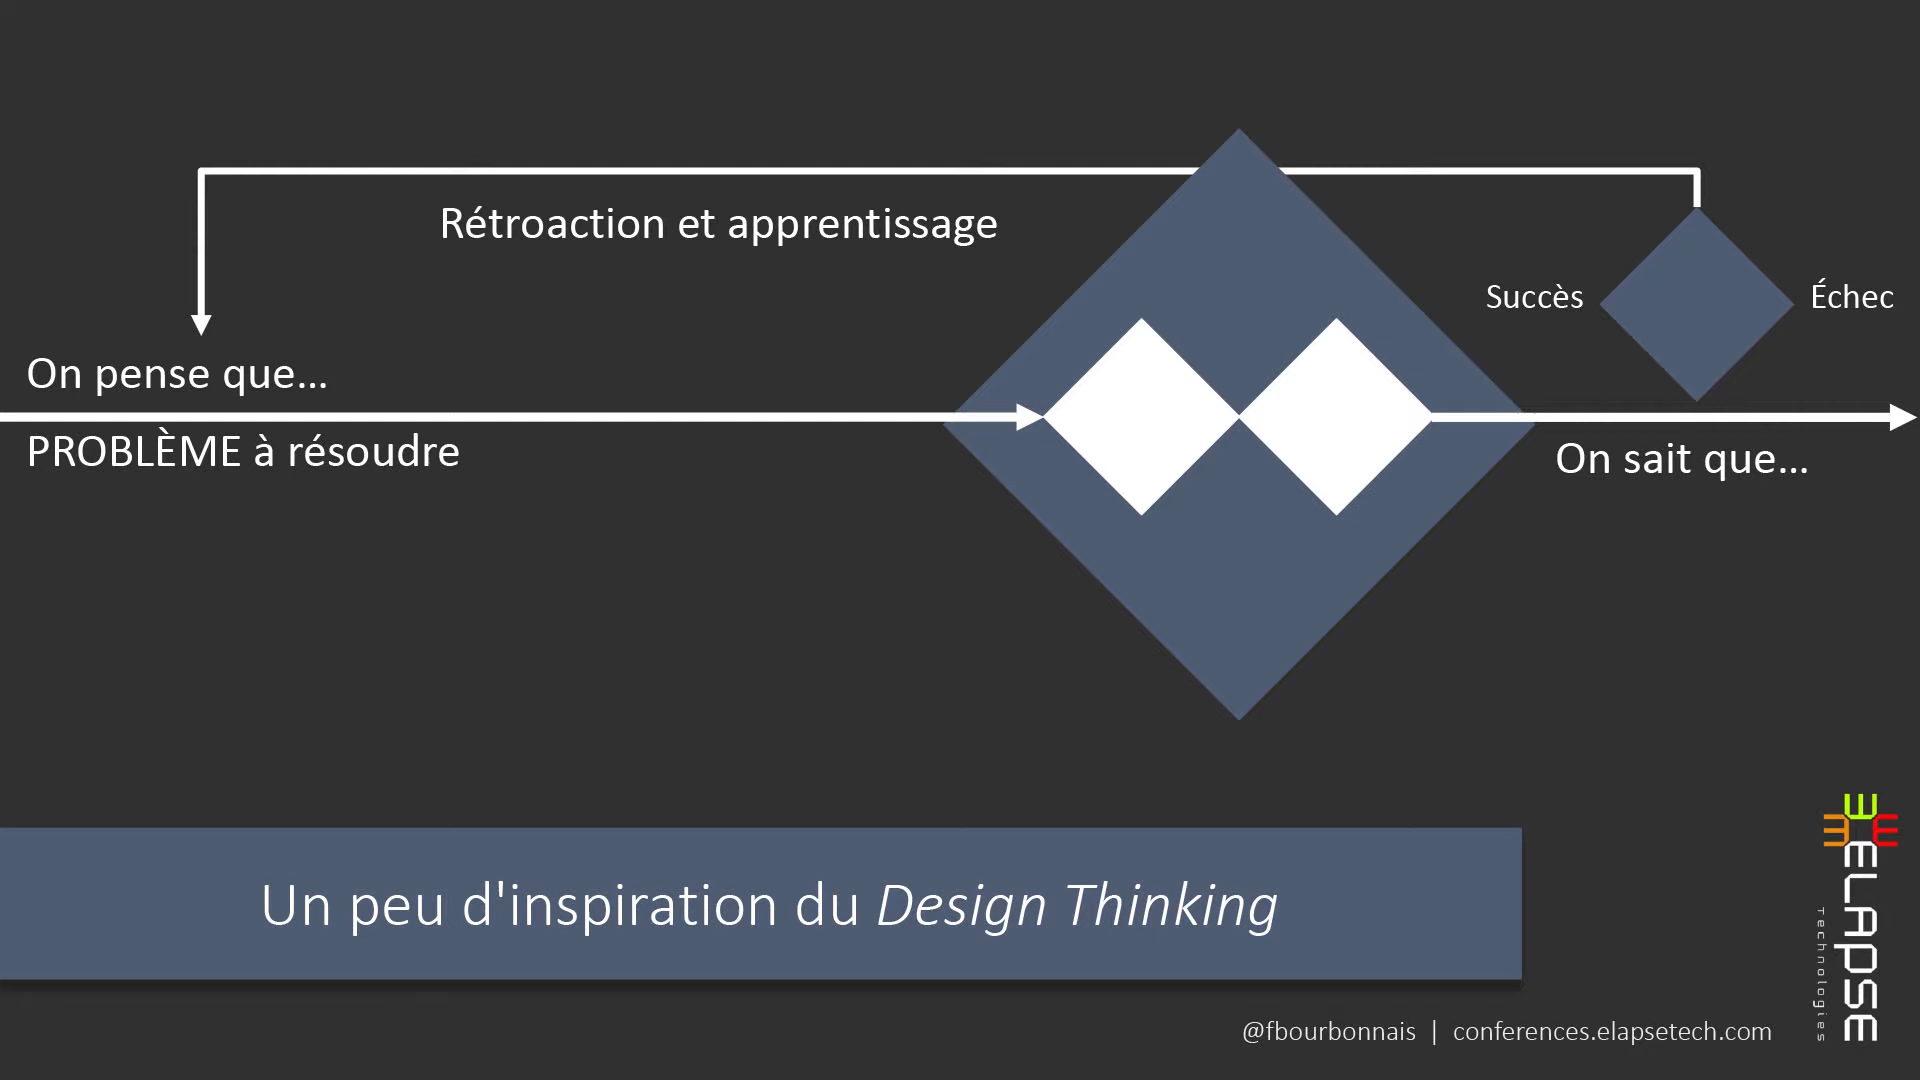 Rétroaction et apprentissage
Succès
Échec
On pense que...
PROBLÈME à résoudre
On sait que...
Un peu d'inspiration du Design Thinking
ELAPSE
Technologies
@fbourbonnais | conferences.elapsetech.com